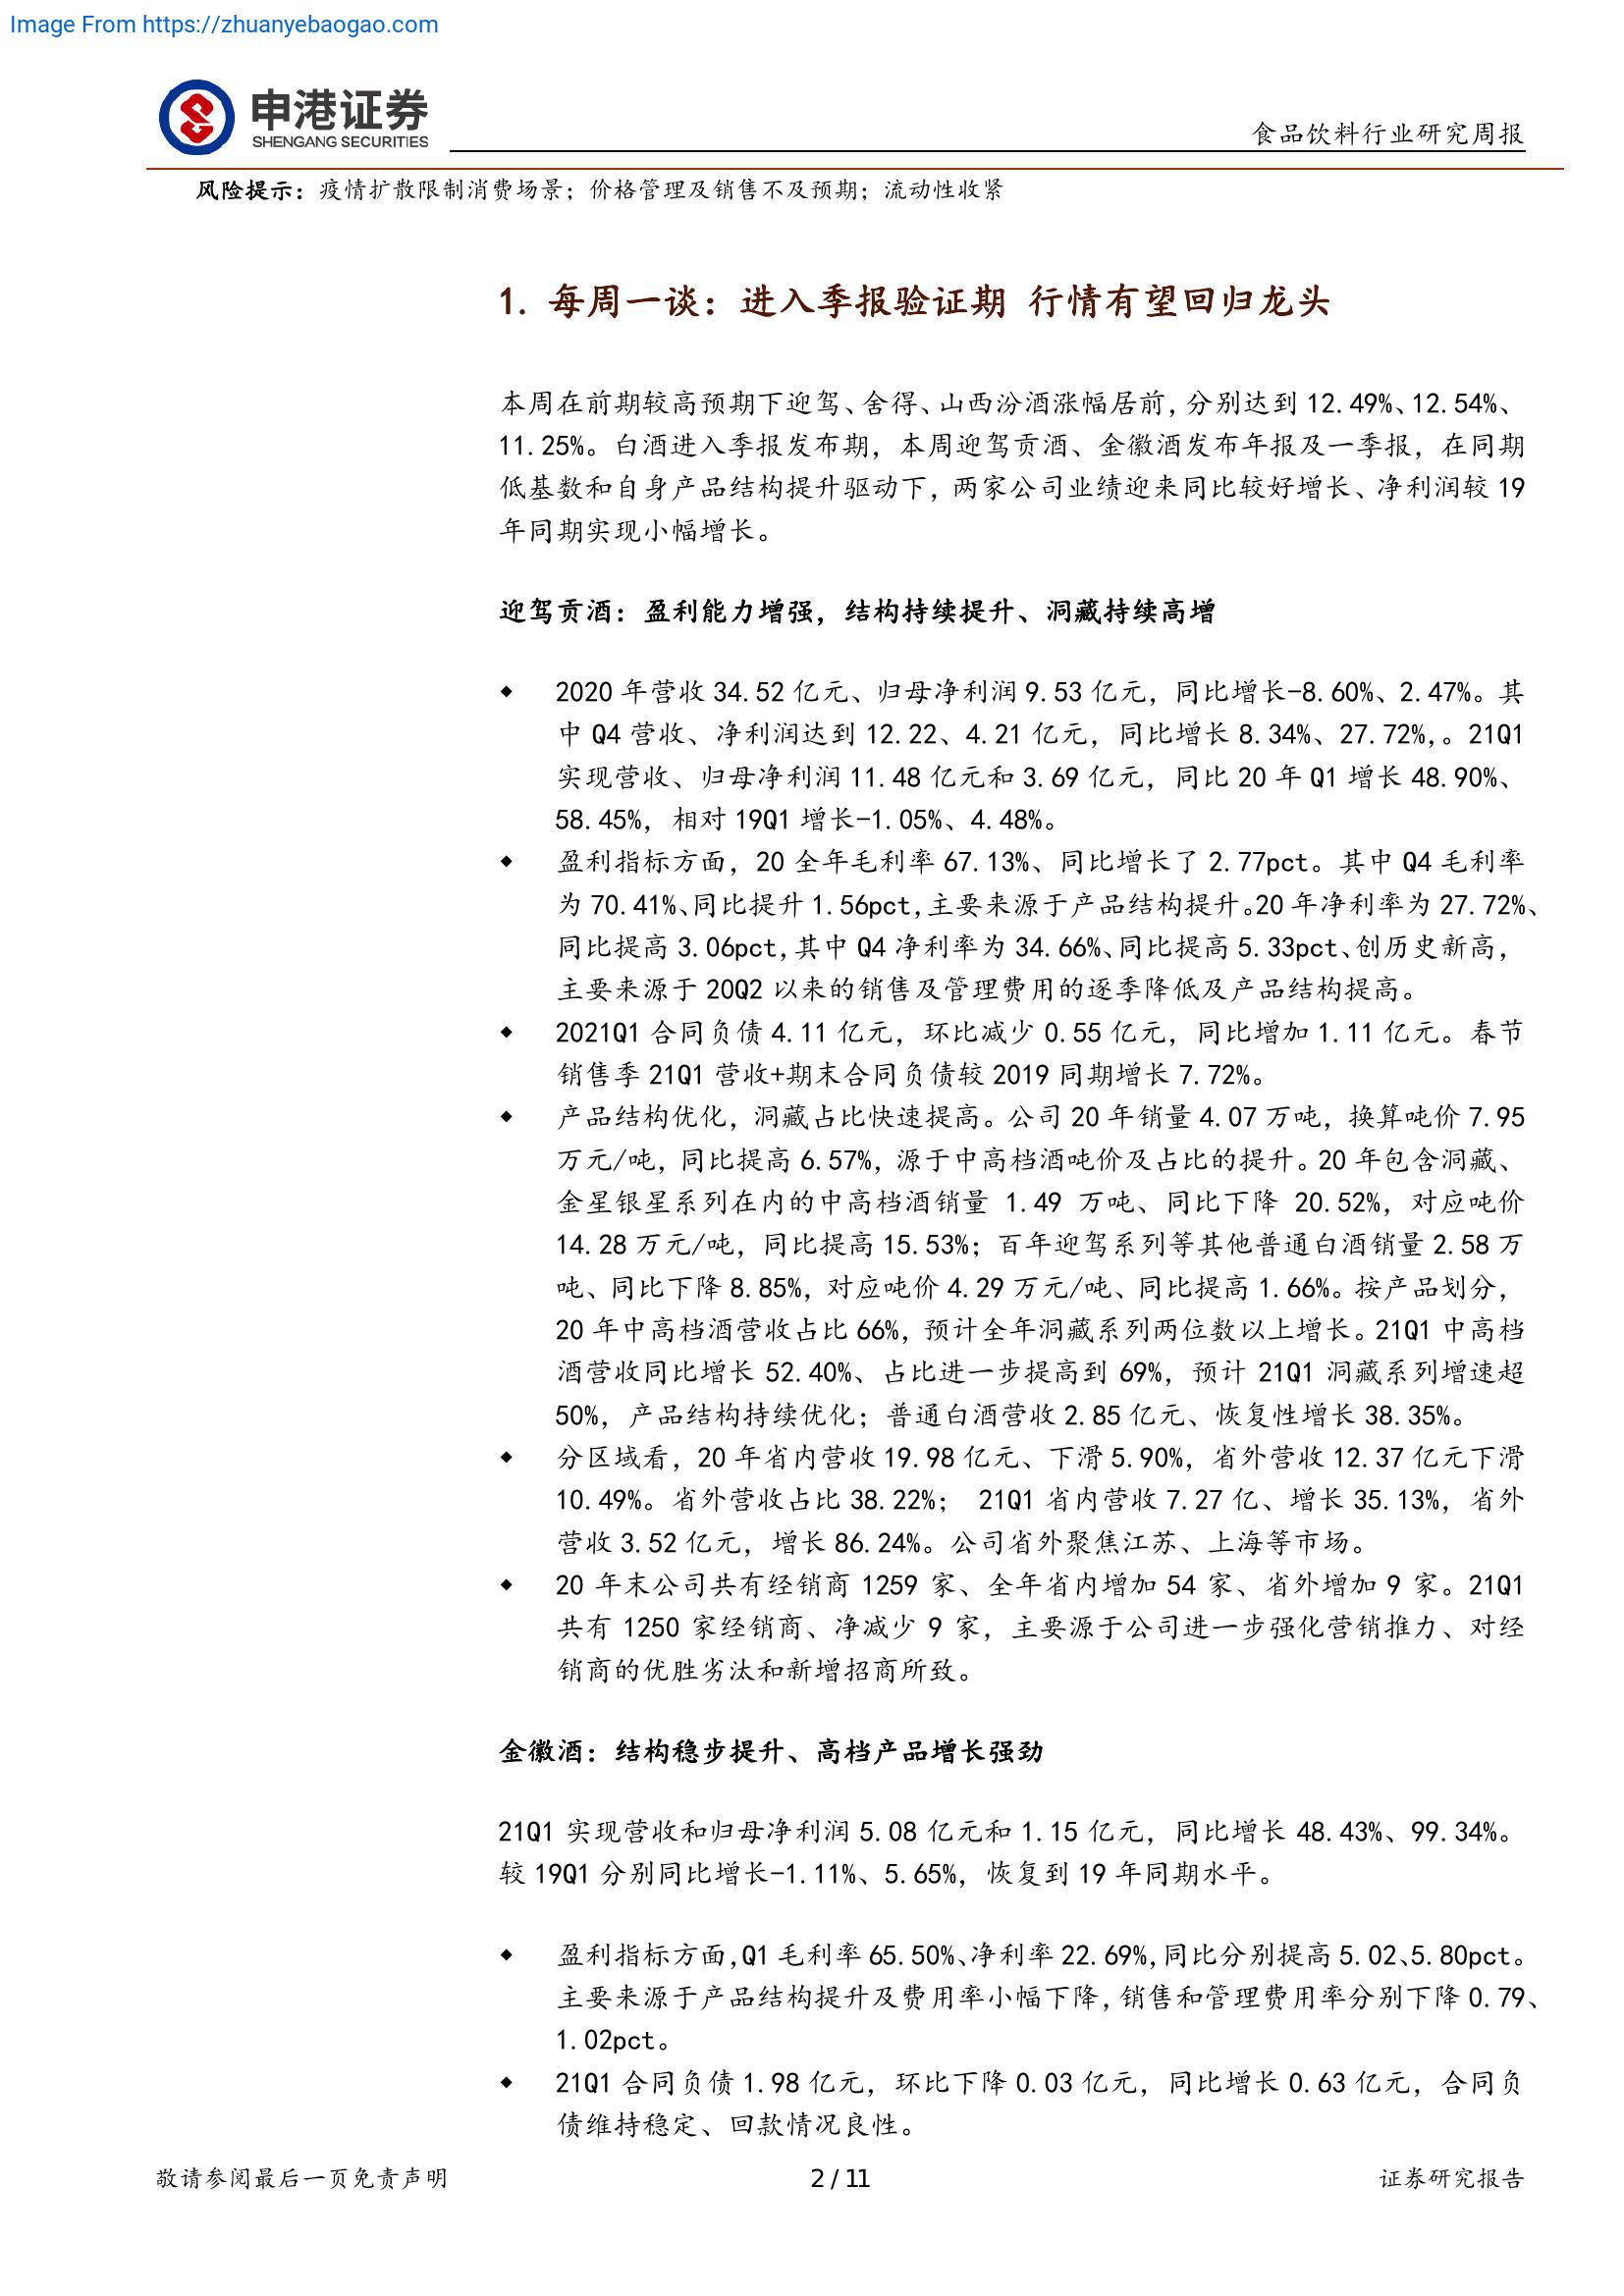 Image From https://zhuanyebaogao.com
申港证券
SHENGANG SECURITIES
食品饮料行业研究周报
风险提示：疫情扩散限制消费场景；价格管理及销售不及预期；流动性收紧
1. 每周一谈：进入季报验证期 行情有望回归龙头
本周在前期较高预期下迎驾、舍得、山西汾酒涨幅居前，分别达到 12.49%、12.54%、
11.25%。白酒进入季报发布期，本周迎驾贡酒、金徽酒发布年报及一季报，在同期
低基数和自身产品结构提升驱动下，两家公司业绩迎来同比较好增长、净利润较 19
年同期实现小幅增长。
迎驾贡酒：盈利能力增强，结构持续提升、洞藏持续高增
◆ 2020 年营收 34.52 亿元、归母净利润 9.53 亿元，同比增长-8.60%、2.47%。其
中 Q4 营收、净利润达到 12.22、4.21 亿元，同比增长 8.34%、27.72%，。21Q1
实现营收、归母净利润 11.48 亿元和 3.69 亿元，同比 20 年 Q1 增长 48.90%、
58.45%，相对 19Q1 增长-1.05%、4.48%。
◆ 盈利指标方面，20 全年毛利率 67.13%、同比增长了 2.77pct。其中 Q4 毛利率
为 70.41%、同比提升 1.56pct，主要来源于产品结构提升。20 年净利率为 27.72%、
同比提高 3.06pct，其中 Q4 净利率为 34.66%、同比提高 5.33pct、创历史新高，
主要来源于 20Q2 以来的销售及管理费用的逐季降低及产品结构提高。
◆ 2021Q1 合同负债 4.11 亿元，环比减少 0.55 亿元，同比增加 1.11 亿元。春节
销售季 21Q1 营收+期末合同负债较 2019 同期增长 7.72%。
◆ 产品结构优化，洞藏占比快速提高。公司 20 年销量 4.07 万吨，换算吨价 7.95
万元/吨，同比提高 6.57%，源于中高档酒吨价及占比的提升。20 年包含洞藏、
金星银星系列在内的中高档酒销量 1.49 万吨、同比下降 20.52%，对应吨价
14.28 万元/吨，同比提高 15.53%；百年迎驾系列等其他普通白酒销量 2.58 万
吨、同比下降 8.85%，对应吨价 4.29 万元/吨、同比提高 1.66%。按产品划分，
20 年中高档酒营收占比 66%，预计全年洞藏系列两位数以上增长。21Q1 中高档
酒营收同比增长 52.40%、占比进一步提高到 69%，预计 21Q1 洞藏系列增速超
50%，产品结构持续优化；普通白酒营收 2.85 亿元、恢复性增长 38.35%。
◆ 分区域看，20 年省内营收 19.98 亿元、下滑 5.90%，省外营收 12.37 亿元下滑
10.49%。省外营收占比 38.22%； 21Q1 省内营收 7.27 亿、增长 35.13%，省外
营收 3.52 亿元，增长 86.24%。公司省外聚焦江苏、上海等市场。
◆ 20 年末公司共有经销商 1259 家、全年省内增加 54 家、省外增加 9 家。21Q1
共有 1250 家经销商、净减少 9 家，主要源于公司进一步强化营销推力、对经
销商的优胜劣汰和新增招商所致。
金徽酒：结构稳步提升、高档产品增长强劲
21Q1 实现营收和归母净利润 5.08 亿元和 1.15 亿元，同比增长 48.43%、99.34%。
较 19Q1 分别同比增长-1.11%、5.65%，恢复到 19 年同期水平。
◆ 盈利指标方面，Q1 毛利率 65.50%、净利率 22.69%，同比分别提高 5.02、5.80pct。
主要来源于产品结构提升及费用率小幅下降，销售和管理费用率分别下降 0.79、
1.02pct。
◆ 21Q1 合同负债 1.98 亿元，环比下降 0.03 亿元，同比增长 0.63 亿元，合同负
债维持稳定、回款情况良性。
敬请参阅最后一页免责声明
2 / 11
证券研究报告